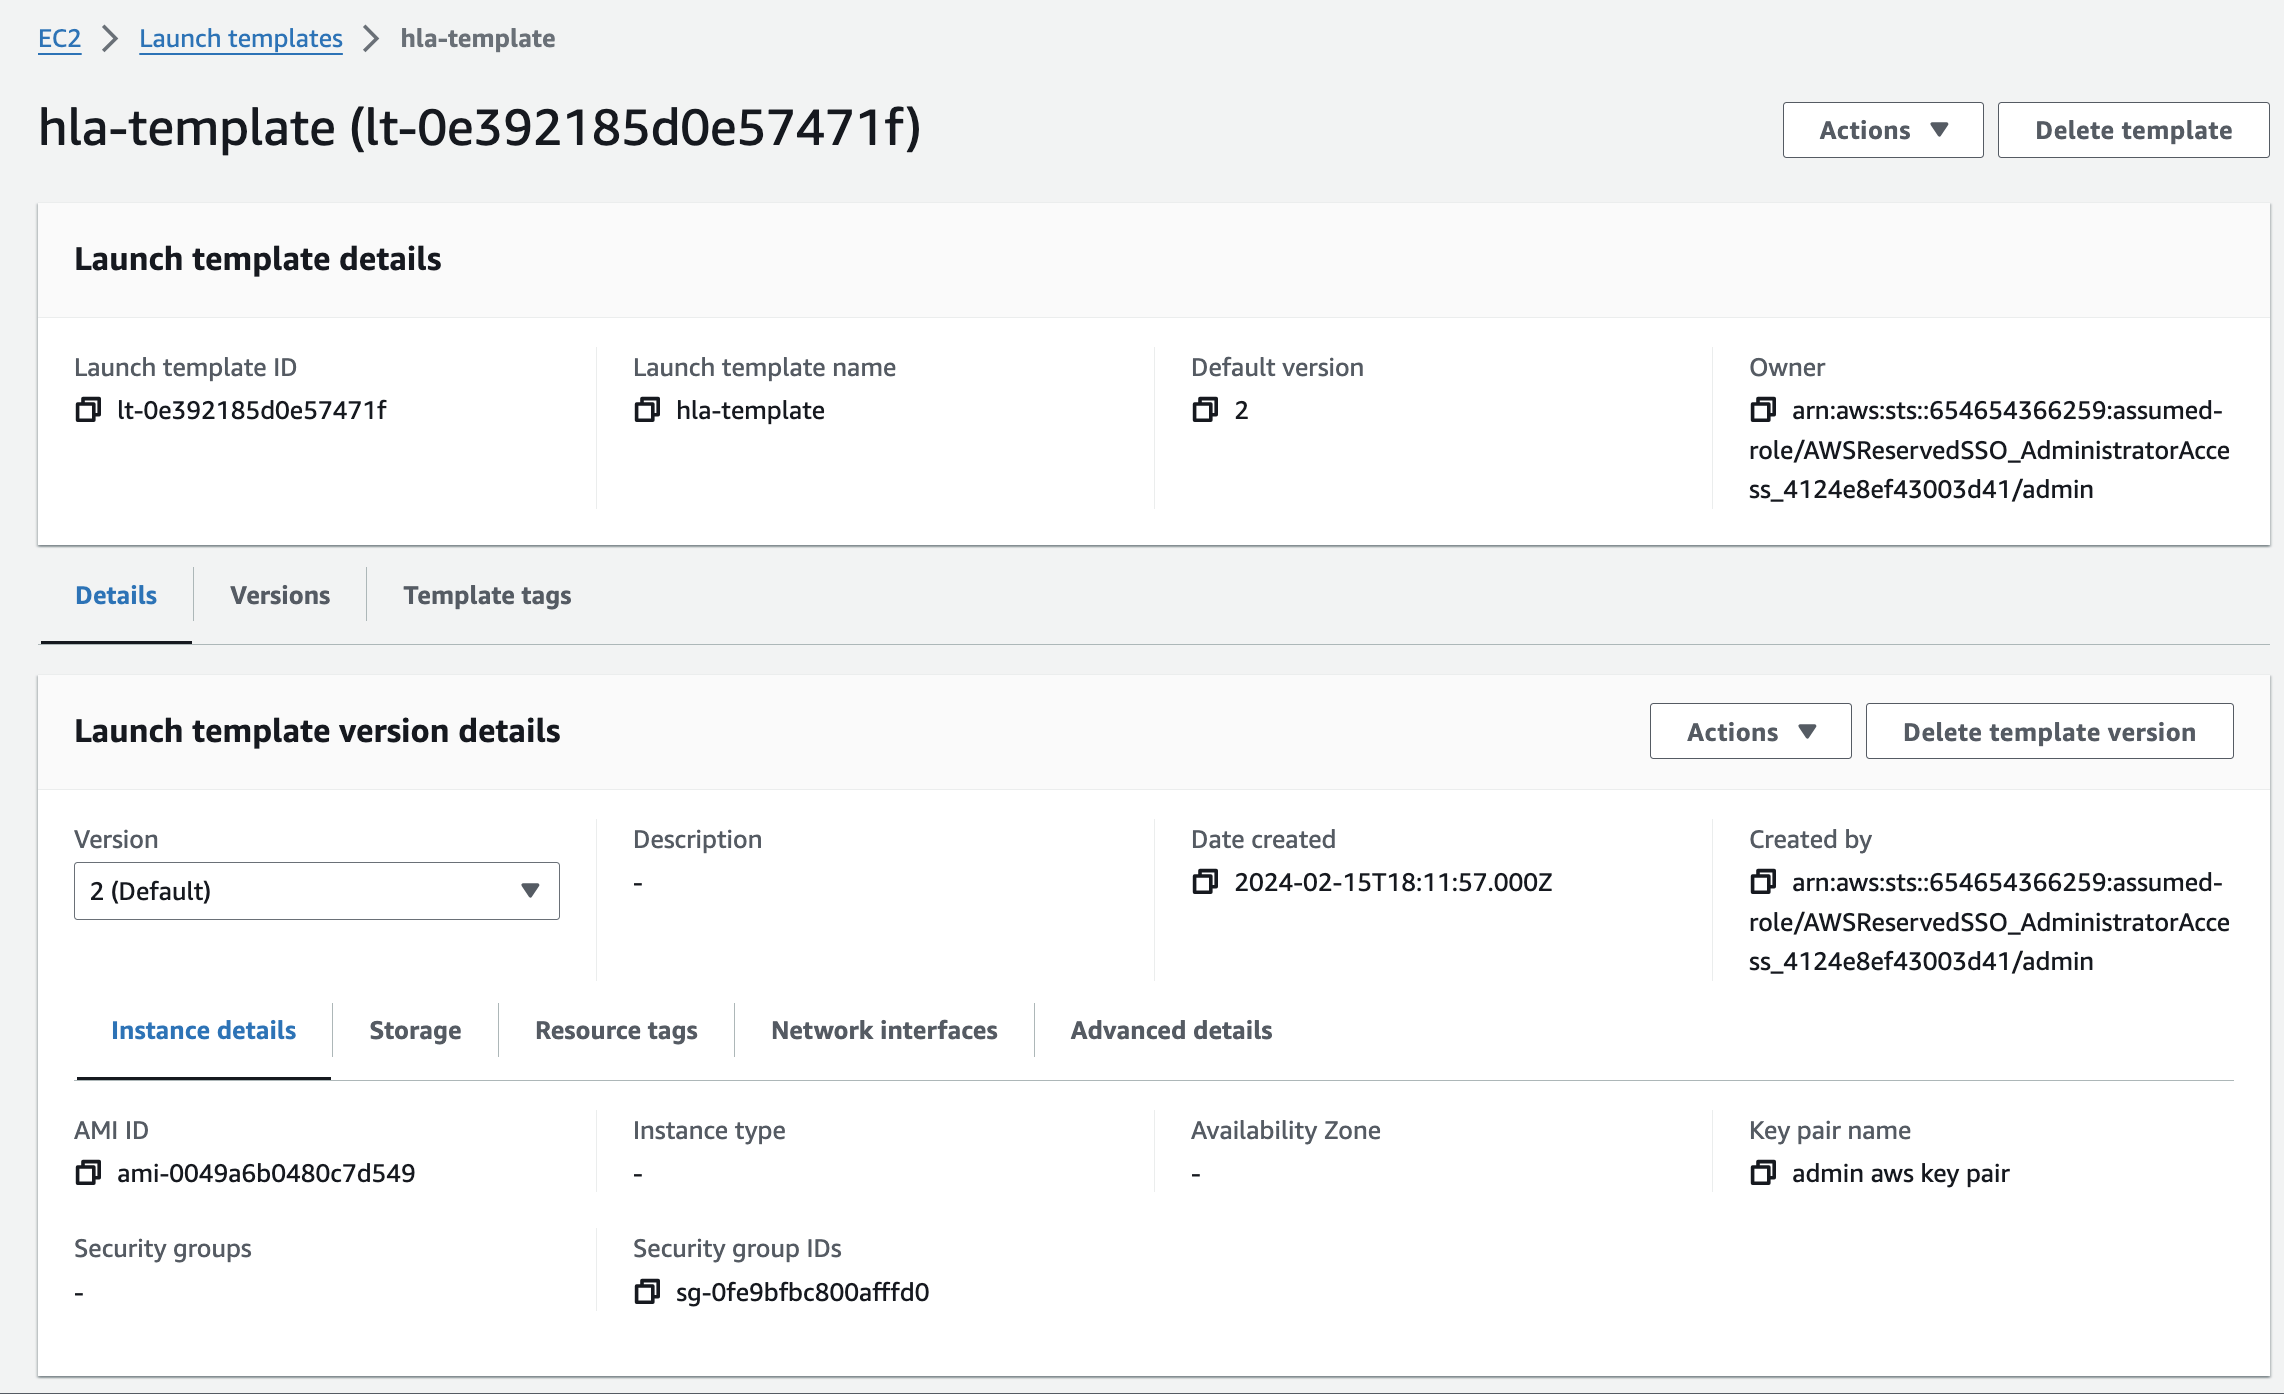 EC2 > Launch templates > hla-template
hla-template (lt-0e392185d0e57471f)
Actions
Delete template
Launch template details
Launch template ID
lt-0e392185d0e57471f
Launch template name
hla-template
Default version
2
Owner
arn:aws:sts::654654366259:assumed-
role/AWSReservedSSO_AdministratorAcce
ss_4124e8ef43003d41/admin
Details
Versions
Template tags
Launch template version details
Actions
Delete template version
Version
2 (Default)
Description
-
Date created
2024-02-15T18:11:57.000Z
Created by
arn:aws:sts::654654366259:assumed-
role/AWSReservedSSO_AdministratorAcce
ss_4124e8ef43003d41/admin
Instance details
Storage
Resource tags
Network interfaces
Advanced details
AMI ID
ami-0049a6b0480c7d549
Instance type
-
Availability Zone
-
Key pair name
admin aws key pair
Security groups
-
Security group IDs
sg-0fe9bfbc800afffd0